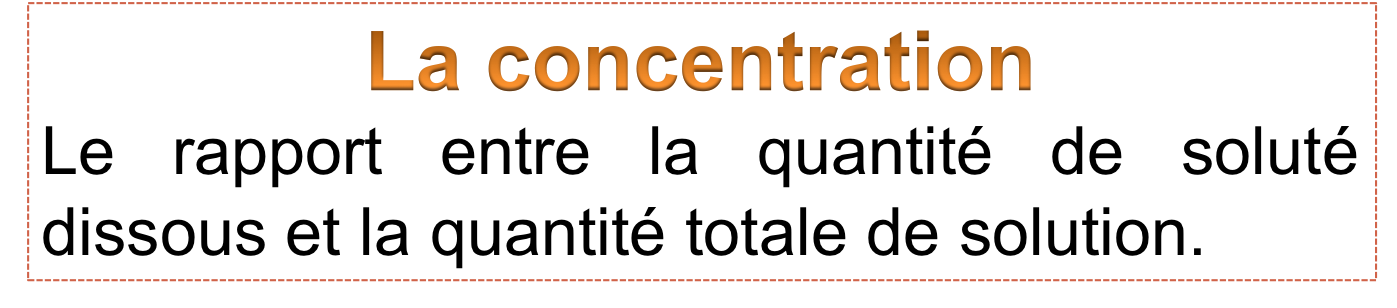 La concentration
Le rapport entre la quantité de soluté
dissous et la quantité totale de solution.